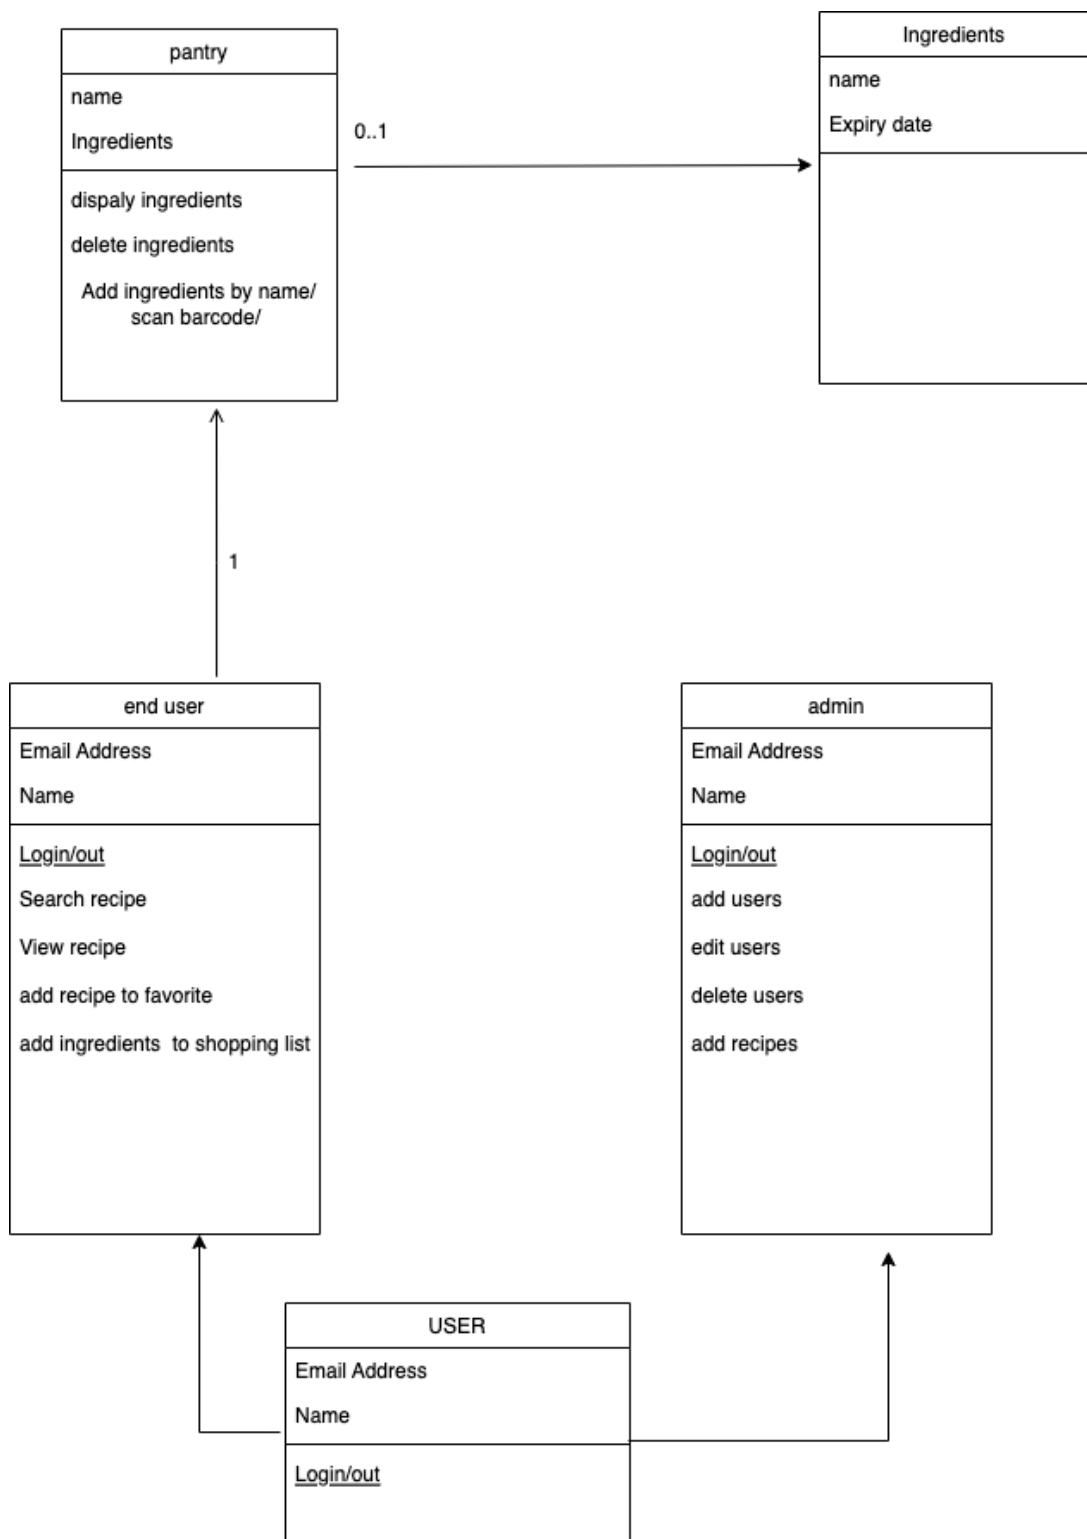 pantry
name
Ingredients
dispaly ingredients
delete ingredients
Add ingredients by name/
scan barcode/
0..1
Ingredients
name
Expiry date
1
end user
Email Address
Name
Login/out
Search recipe
View recipe
add recipe to favorite
add ingredients  to shopping list
admin
Email Address
Name
Login/out
add users
edit users
delete users
add recipes
USER
Email Address
Name
Login/out